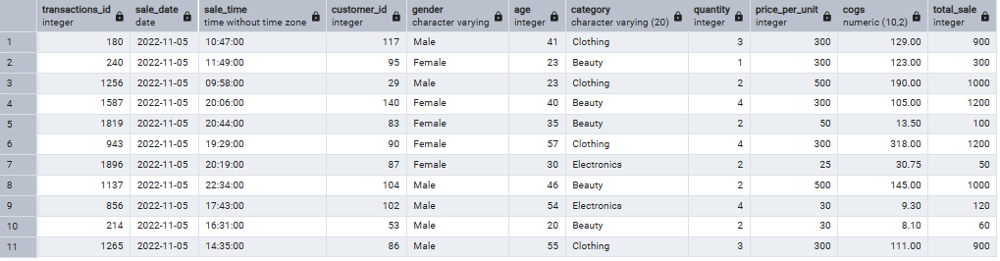 transactions_id sale_date sale_time customer_id gender age category quantity price_per_unit cogs total_sale
integer date time without time zone integer character varying integer character varying (20) integer integer numeric (10,2) integer
1 180 2022-11-05 10:47:00 117 Male 41 Clothing 3 300 129.00 900
2 240 2022-11-05 11:49:00 95 Female 23 Beauty 1 300 123.00 300
3 1256 2022-11-05 09:58:00 29 Male 23 Clothing 2 500 190.00 1000
4 1587 2022-11-05 20:06:00 140 Female 40 Beauty 4 300 105.00 1200
5 1819 2022-11-05 20:44:00 83 Female 35 Beauty 2 50 13.50 100
6 943 2022-11-05 19:29:00 90 Female 57 Clothing 4 300 318.00 1200
7 1896 2022-11-05 20:19:00 87 Female 30 Electronics 2 25 30.75 50
8 1137 2022-11-05 22:34:00 104 Male 46 Beauty 2 500 145.00 1000
9 856 2022-11-05 17:43:00 102 Male 54 Electronics 4 30 9.30 120
10 214 2022-11-05 16:31:00 53 Male 20 Beauty 2 30 8.10 60
11 1265 2022-11-05 14:35:00 86 Male 55 Clothing 3 300 111.00 900